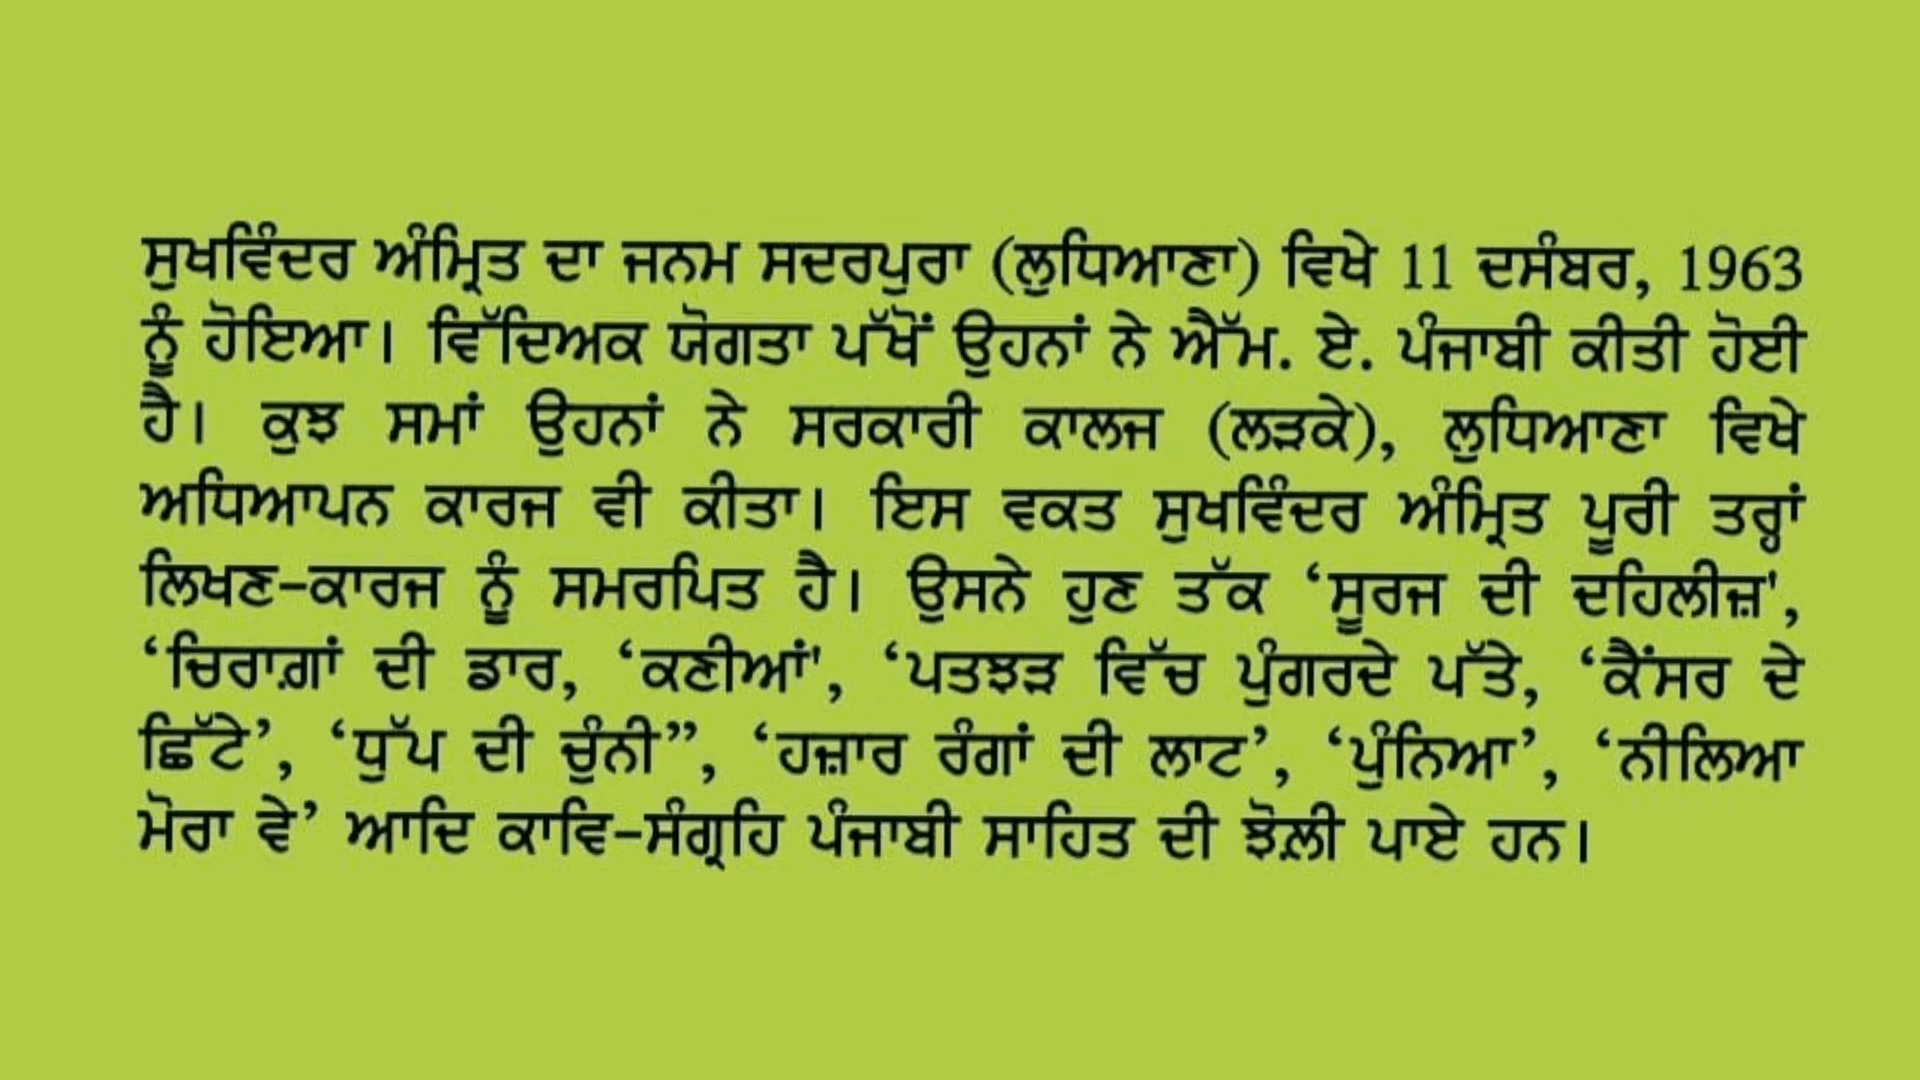 ਸੁਖਵਿੰਦਰ ਅੰਮ੍ਰਿਤ ਦਾ ਜਨਮ ਸਦਰਪੁਰਾ (ਲੁਧਿਆਣਾ) ਵਿਖੇ 11 ਦਸੰਬਰ, 1963
ਨੂੰ ਹੋਇਆ। ਵਿੱਦਿਅਕ ਯੋਗਤਾ ਪੱਖੋਂ ਉਹਨਾਂ ਨੇ ਐੱਮ. ਏ. ਪੰਜਾਬੀ ਕੀਤੀ ਹੋਈ
ਹੈ। ਕੁਝ ਸਮਾਂ ਉਹਨਾਂ ਨੇ ਸਰਕਾਰੀ ਕਾਲਜ (ਲੜਕੇ), ਲੁਧਿਆਣਾ ਵਿਖੇ
ਅਧਿਆਪਨ ਕਾਰਜ ਵੀ ਕੀਤਾ। ਇਸ ਵਕਤ ਸੁਖਵਿੰਦਰ ਅੰਮ੍ਰਿਤ ਪੂਰੀ ਤਰ੍ਹਾਂ
ਲਿਖਣ-ਕਾਰਜ ਨੂੰ ਸਮਰਪਿਤ ਹੈ। ਉਸਨੇ ਹੁਣ ਤੱਕ ‘ਸੂਰਜ ਦੀ ਦਹਿਲੀਜ਼',
‘ਚਿਰਾਗ਼ਾਂ ਦੀ ਡਾਰ, ‘ਕਣੀਆਂ', ‘ਪਤਝੜ ਵਿੱਚ ਪੁੰਗਰਦੇ ਪੱਤੇ, ‘ਕੈਂਸਰ ਦੇ
ਛਿੱਟੇ’, ‘ਧੁੱਪ ਦੀ ਚੁੰਨੀ”, ‘ਹਜ਼ਾਰ ਰੰਗਾਂ ਦੀ ਲਾਟ’, ‘ਪੁੰਨਿਆ’, ‘ਨੀਲਿਆ
ਮੋਰਾ ਵੇ’ ਆਦਿ ਕਾਵਿ-ਸੰਗ੍ਰਹਿ ਪੰਜਾਬੀ ਸਾਹਿਤ ਦੀ ਝੋਲ਼ੀ ਪਾਏ ਹਨ।